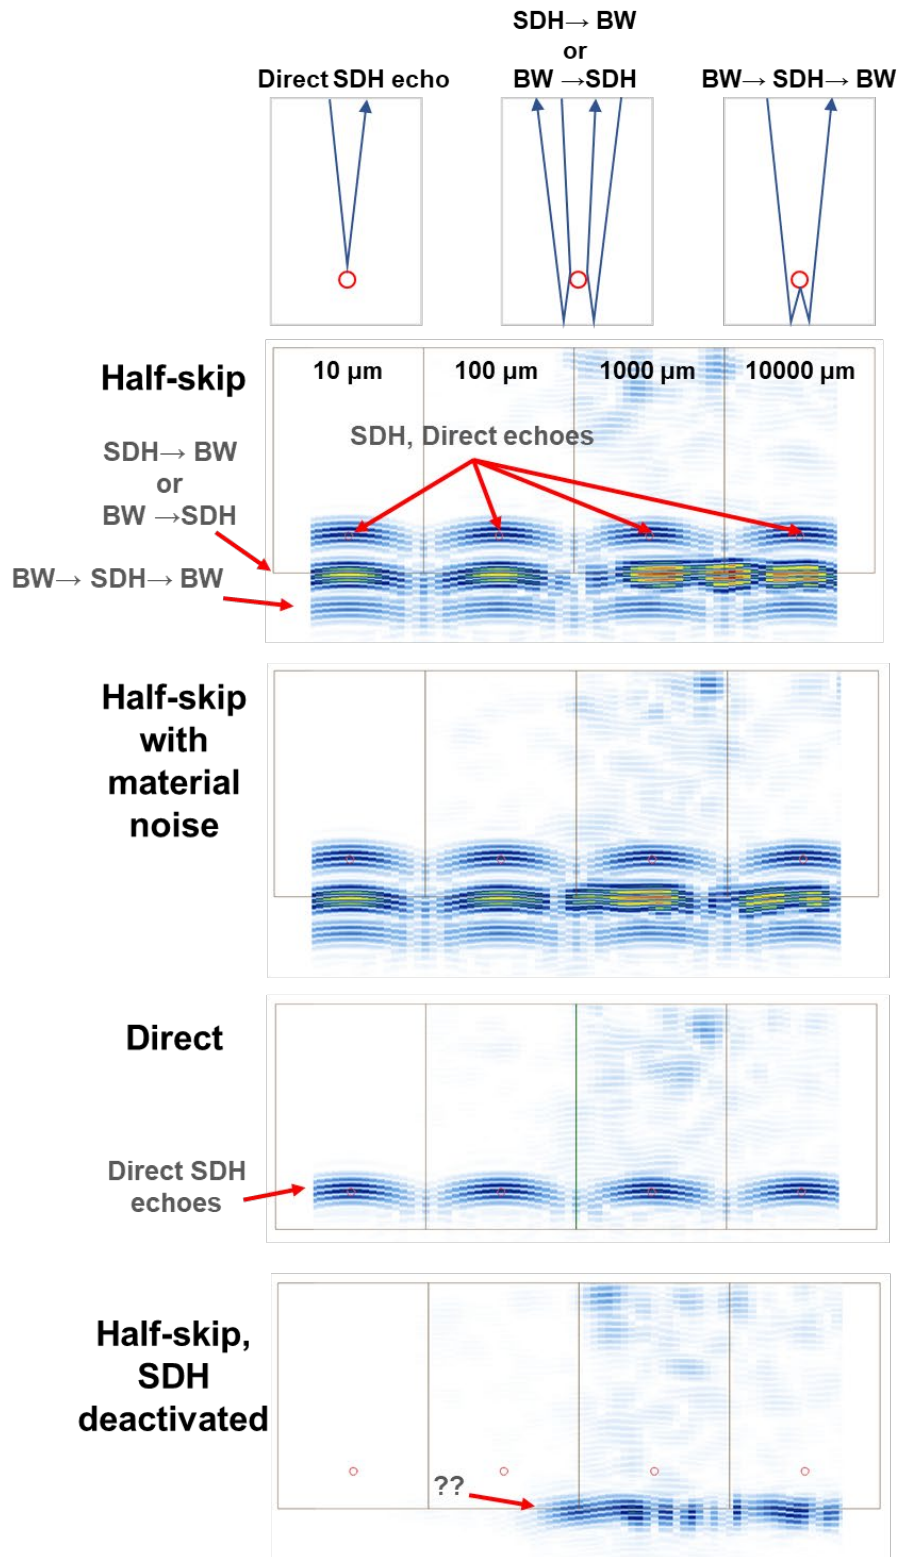 SDH→ BW
or
Direct SDH echo
BW →SDH
BW→ SDH→ BW
Half-skip
10 µm
100 µm
1000 µm
10000 µm
SDH, Direct echoes
SDH→ BW
or
BW →SDH
BW→ SDH→ BW
Half-skip
with
material
noise
Direct
Direct SDH
echoes
Half-skip,
SDH
deactivated
??